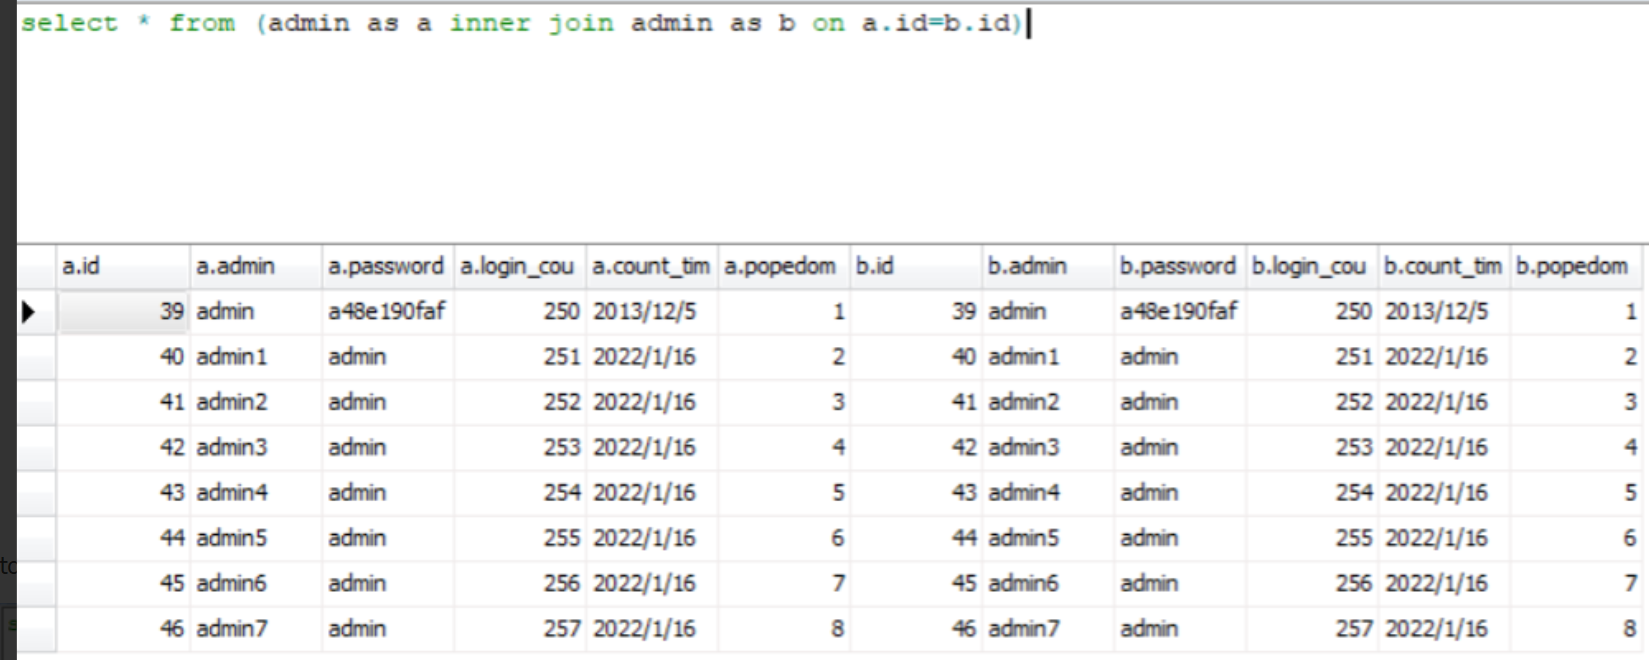 select * from (admin as a inner join admin as b on a.id=b.id)
a.id a.admin a.password a.login_cou a.count_tim a.popedom b.id b.admin b.password b.login_cou b.count_tim b.popedom
39 admin a48e190faf 250 2013/12/5 1 39 admin a48e190faf 250 2013/12/5 1
40 admin1 admin 251 2022/1/16 2 40 admin1 admin 251 2022/1/16 2
41 admin2 admin 252 2022/1/16 3 41 admin2 admin 252 2022/1/16 3
42 admin3 admin 253 2022/1/16 4 42 admin3 admin 253 2022/1/16 4
43 admin4 admin 254 2022/1/16 5 43 admin4 admin 254 2022/1/16 5
44 admin5 admin 255 2022/1/16 6 44 admin5 admin 255 2022/1/16 6
45 admin6 admin 256 2022/1/16 7 45 admin6 admin 256 2022/1/16 7
46 admin7 admin 257 2022/1/16 8 46 admin7 admin 257 2022/1/16 8